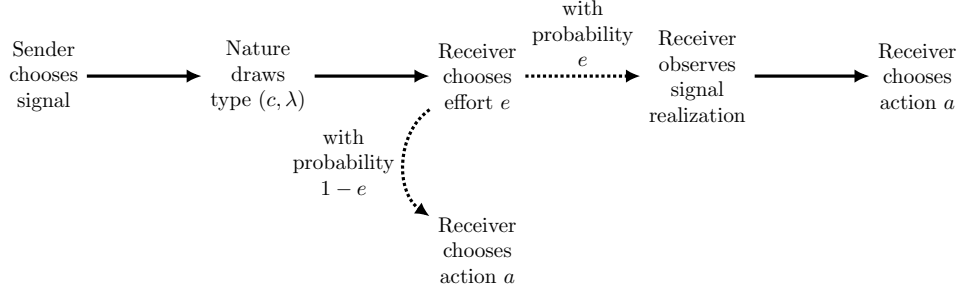 Sender
chooses
signal
Nature
draws
type (c, λ)
Receiver
chooses
effort e
with
probability
e
Receiver
observes
signal
realization
Receiver
chooses
action a
with
probability
1 − e
Receiver
chooses
action a